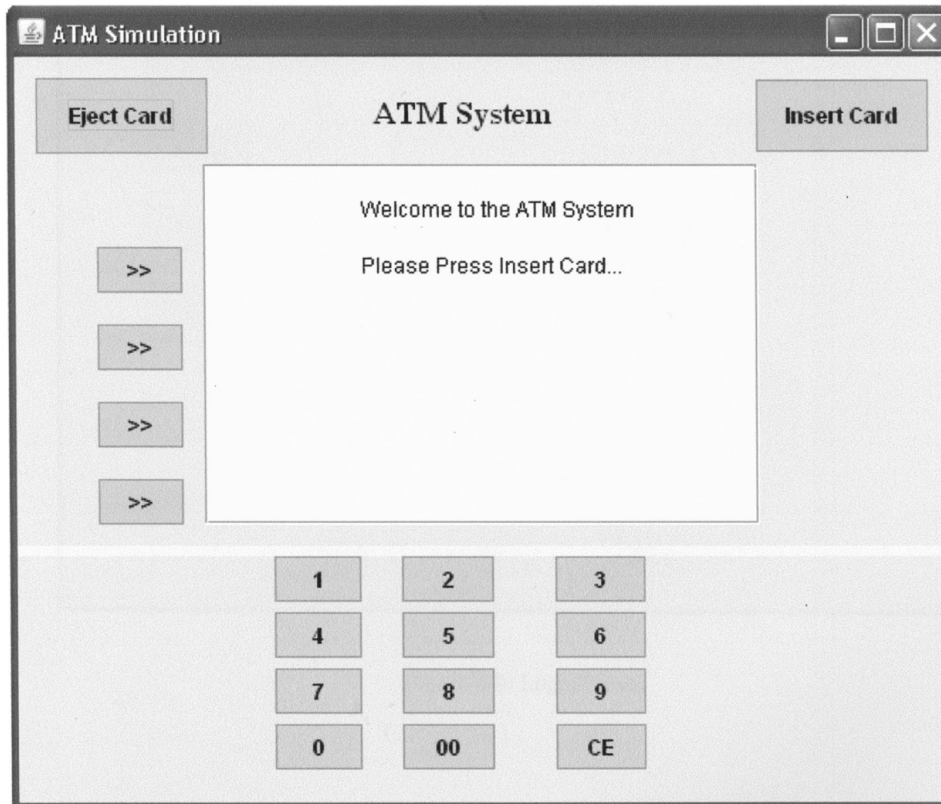 ATM Simulation
Eject Card
ATM System
Insert Card
Welcome to the ATM System
Please Press Insert Card...
>>
>>
>>
>>
1 2 3
4 5 6
7 8 9
0 00 CE